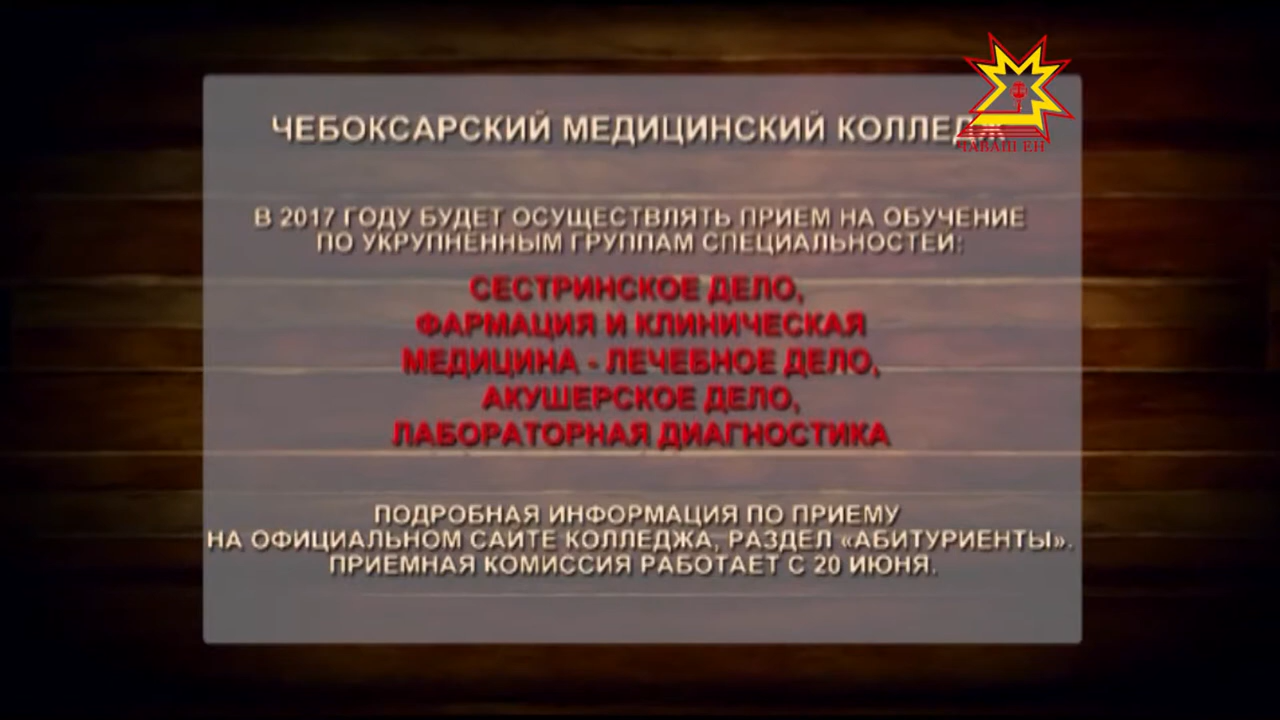 ЧЕБОКСАРСКИЙ МЕДИЦИНСКИЙ КОЛЛЕДЖ
ЧĂВАШ ЕН
В 2017 ГОДУ БУДЕТ ОСУЩЕСТВЛЯТЬ ПРИЕМ НА ОБУЧЕНИЕ
ПО УКРУПНЕННЫМ ГРУППАМ СПЕЦИАЛЬНОСТЕЙ:
СЕСТРИНСКОЕ ДЕЛО,
ФАРМАЦИЯ И КЛИНИЧЕСКАЯ
МЕДИЦИНА - ЛЕЧЕБНОЕ ДЕЛО,
АКУШЕРСКОЕ ДЕЛО,
ЛАБОРАТОРНАЯ ДИАГНОСТИКА
ПОДРОБНАЯ ИНФОРМАЦИЯ ПО ПРИЕМУ
НА ОФИЦИАЛЬНОМ САЙТЕ КОЛЛЕДЖА, РАЗДЕЛ «АБИТУРИЕНТЫ».
ПРИЕМНАЯ КОМИССИЯ РАБОТАЕТ С 20 ИЮНЯ.